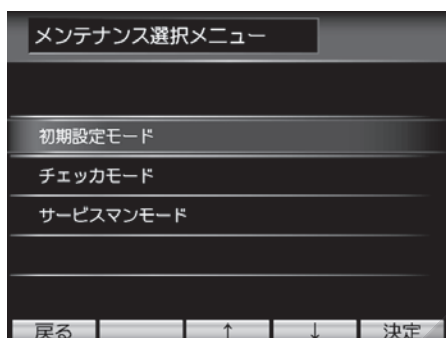 メンテナンス選択メニュー
初期設定モード
チェッカモード
サービスマンモード
戻る ↑ ↓ 決定